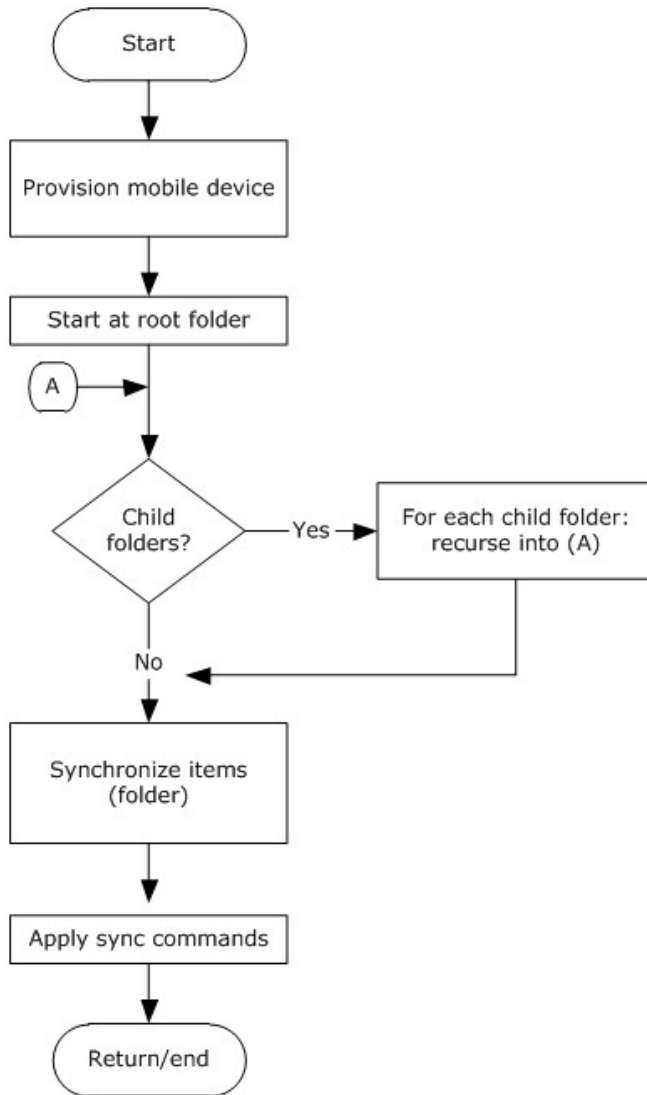 Start
Provision mobile device
Start at root folder
A
Child
folders?
Yes
For each child folder:
recurse into (A)
No
Synchronize items
(folder)
Apply sync commands
Return/end